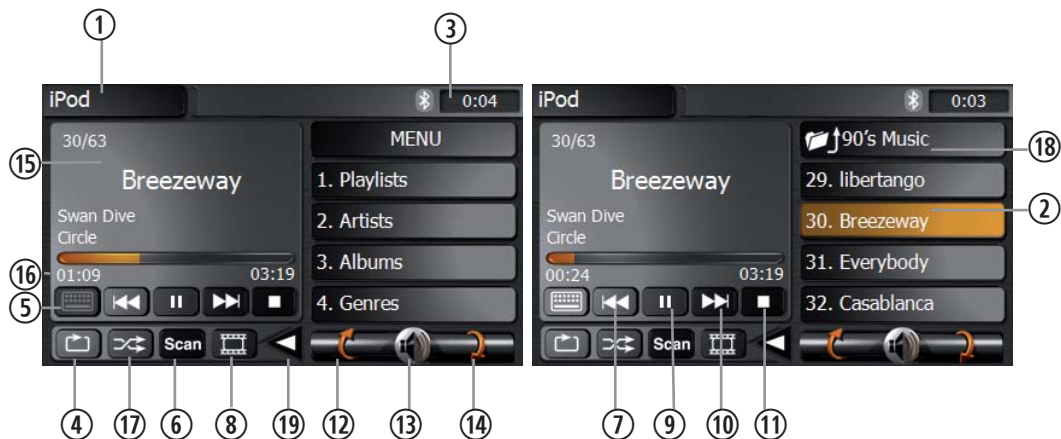 1
3
iPod
0:04
30/63
MENU
15
Breezeway
1. Playlists
Swan Dive
2. Artists
Circle
3. Albums
16
01:09
03:19
5
4. Genres
Scan
4
17
6
8
19
12
13
14
iPod
0:03
30/63
90's Music
18
Breezeway
29. libertango
2
Swan Dive
30. Breezeway
Circle
31. Everybody
00:24
03:19
32. Casablanca
Scan
7
9
10
11